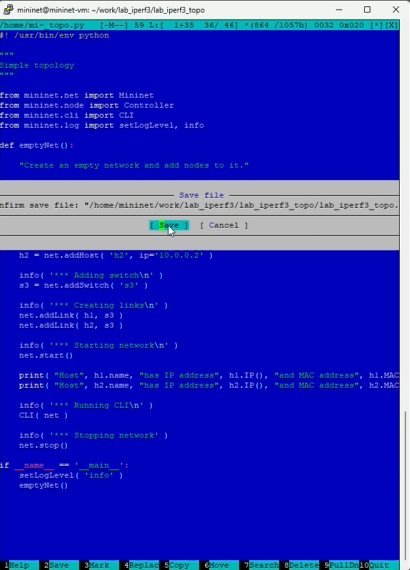 mininet@mininet-vm: ~/work/lab_iperf3/lab_iperf3_topo
/home/mi~_topo.py   [-M--] 59 L:[  1+35  36/ 46] *(864 /1057b) 0032 0x020 [*][X]
#! /usr/bin/env python
"""
Simple topology
"""
from mininet.net import Mininet
from mininet.node import Controller
from mininet.cli import CLI
from mininet.log import setLogLevel, info
def emptyNet():
"Create an empty network and add nodes to it."
Save file
nfirm save file: "/home/mininet/work/lab_iperf3/lab_iperf3_topo/lab_iperf3_topo.
[ Save ]  [ Cancel ]
h2 = net.addHost( 'h2', ip='10.0.0.2' )
info( '*** Adding switch\n' )
s3 = net.addSwitch( 's3' )
info( '*** Creating links\n' )
net.addLink( h1, s3 )
net.addLink( h2, s3 )
info( '*** Starting network\n' )
net.start()
print( "Host", h1.name, "has IP address", h1.IP(), "and MAC address", h1.MAC
print( "Host", h2.name, "has IP address", h2.IP(), "and MAC address", h2.MAC
info( '*** Running CLI\n' )
CLI( net )
info( '*** Stopping network' )
net.stop()
if __name__ == '__main__':
setLogLevel( 'info' )
emptyNet()
1Help  2Save  3Mark  4Replac 5Copy  6Move  7Search 8Delete 9PullDn 10Quit